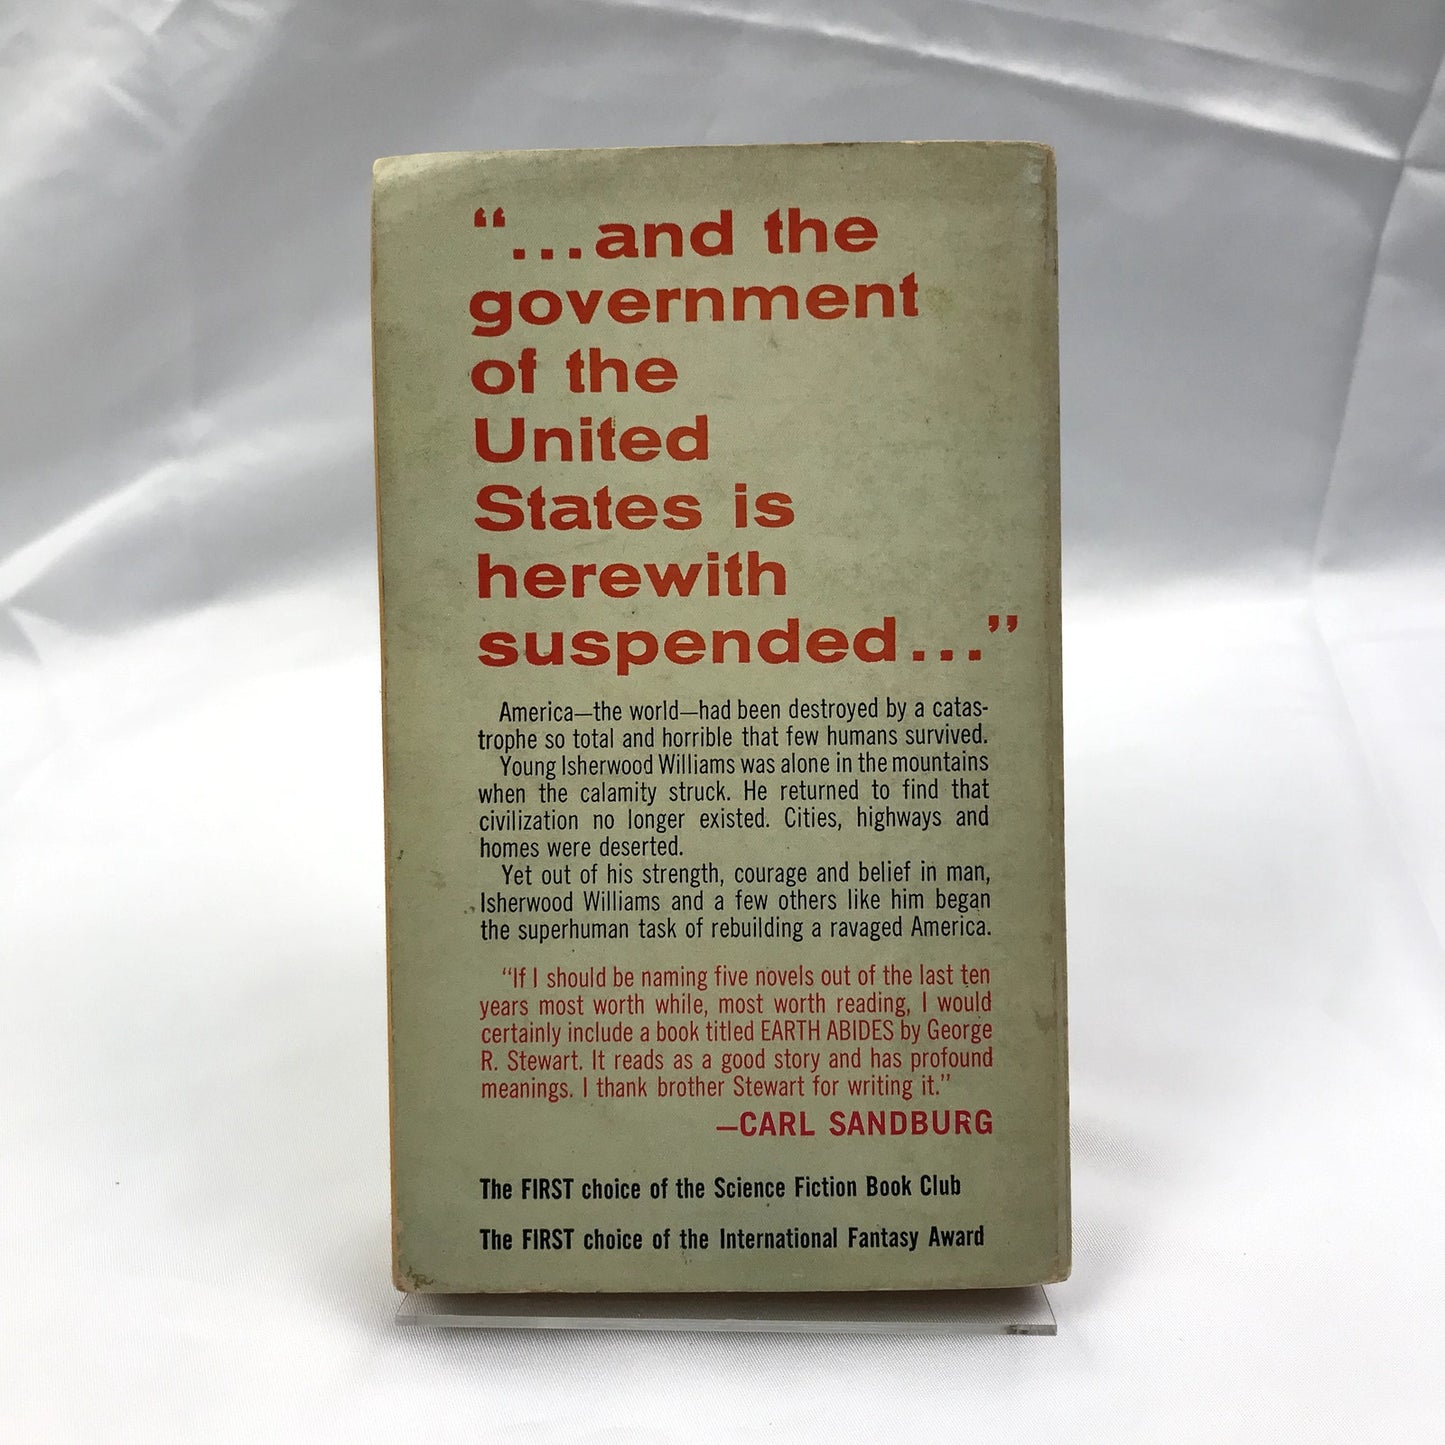 “...and the
government
of the
United
States is
herewith
suspended...”
America—the world—had been destroyed by a catas-
trophe so total and horrible that few humans survived.
Young Isherwood Williams was alone in the mountains
when the calamity struck. He returned to find that
civilization no longer existed. Cities, highways and
homes were deserted.
Yet out of his strength, courage and belief in man,
Isherwood Williams and a few others like him began
the superhuman task of rebuilding a ravaged America.
“If I should be naming five novels out of the last ten
years most worth while, most worth reading, I would
certainly include a book titled EARTH ABIDES by George
R. Stewart. It reads as a good story and has profound
meanings. I thank brother Stewart for writing it.”
—CARL SANDBURG
The FIRST choice of the Science Fiction Book Club
The FIRST choice of the International Fantasy Award